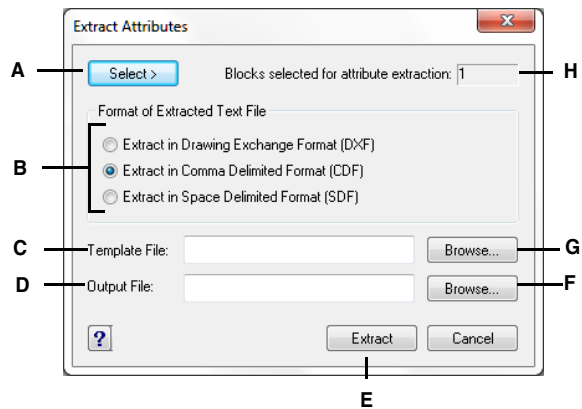 Extract Attributes
A Select > Blocks selected for attribute extraction: 1 H
Format of Extracted Text File
Extract in Drawing Exchange Format (DXF)
B Extract in Comma Delimited Format (CDF)
Extract in Space Delimited Format (SDF)
C Template File: Browse... G
D Output File: Browse... F
? Extract Cancel
E